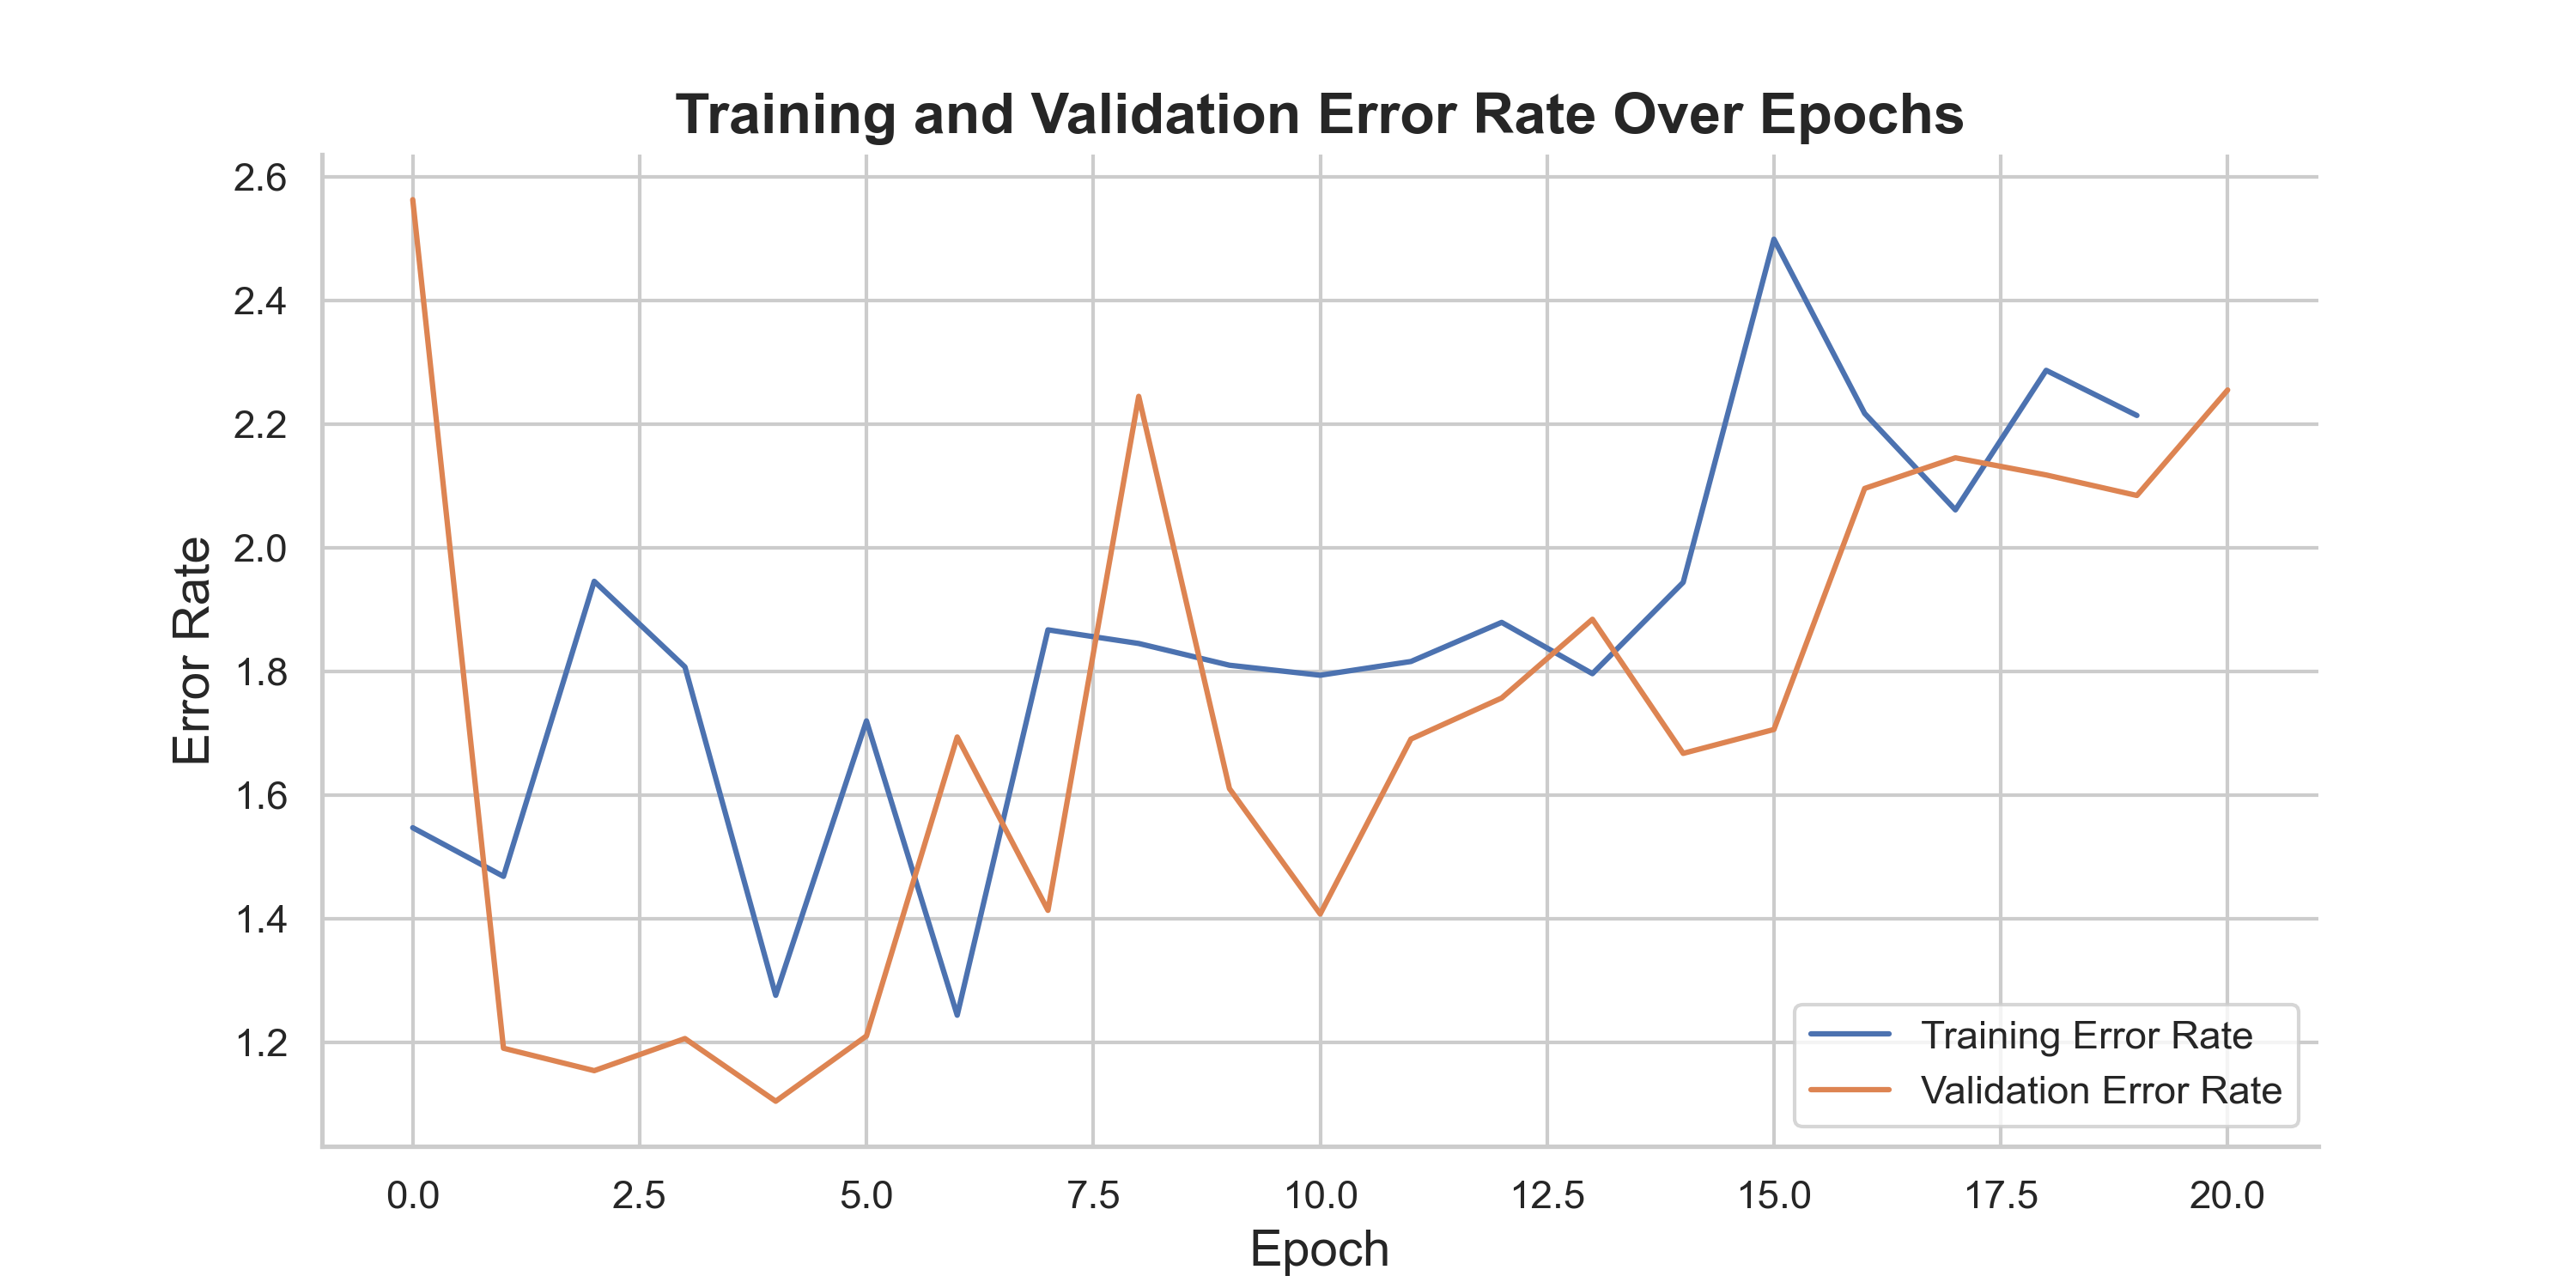 Training and Validation Error Rate Over Epochs
2.6
2.4
2.2
2.0
1.8
1.6
1.4
1.2
Error Rate
0.0 2.5 5.0 7.5 10.0 12.5 15.0 17.5 20.0
Epoch
Training Error Rate
Validation Error Rate